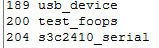 189 usb_device
200 test_foops
204 s3c2410_serial